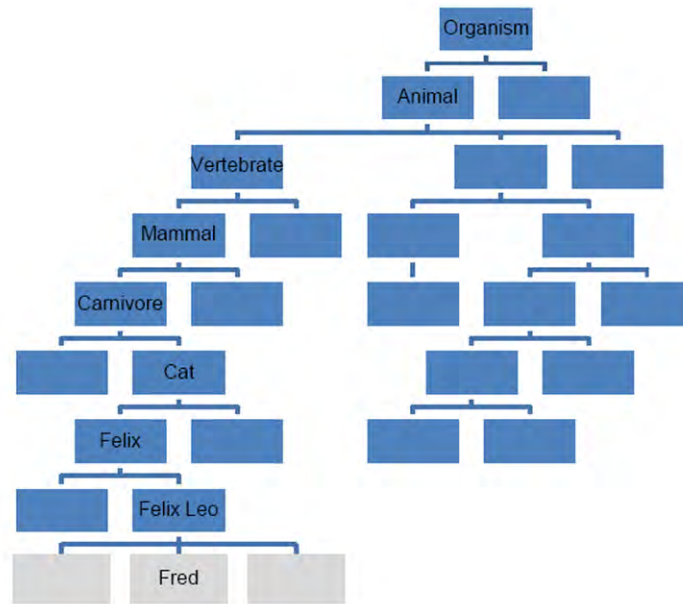 Organism
Animal
Vertebrate
Mammal
Carnivore
Cat
Felix
Felix Leo
Fred